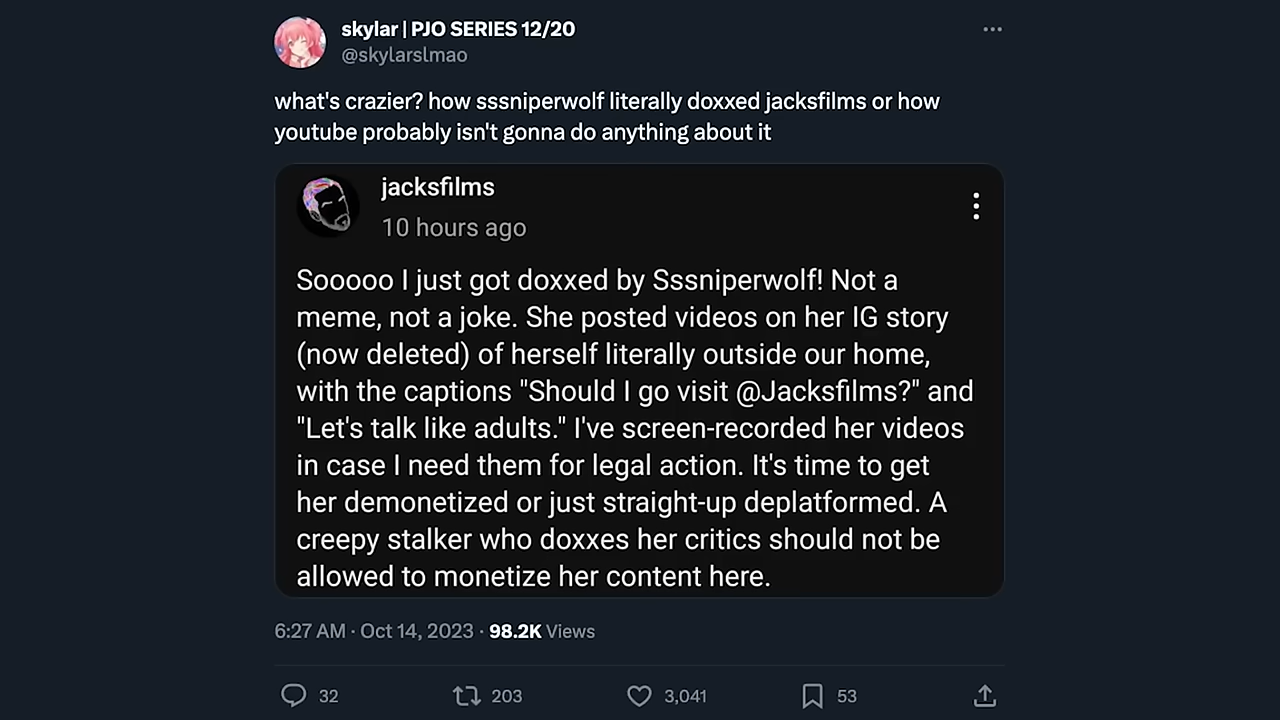 skylar | PJO SERIES 12/20
@skylarslmao
what's crazier? how sssniperwolf literally doxxed jacksfilms or how
youtube probably isn't gonna do anything about it
jacksfilms
10 hours ago
Sooooo I just got doxxed by Sssniperwolf! Not a
meme, not a joke. She posted videos on her IG story
(now deleted) of herself literally outside our home,
with the captions "Should I go visit @Jacksfilms?" and
"Let's talk like adults." I've screen-recorded her videos
in case I need them for legal action. It's time to get
her demonetized or just straight-up deplatformed. A
creepy stalker who doxxes her critics should not be
allowed to monetize her content here.
6:27 AM · Oct 14, 2023 · 98.2K Views
32 203 3,041 53